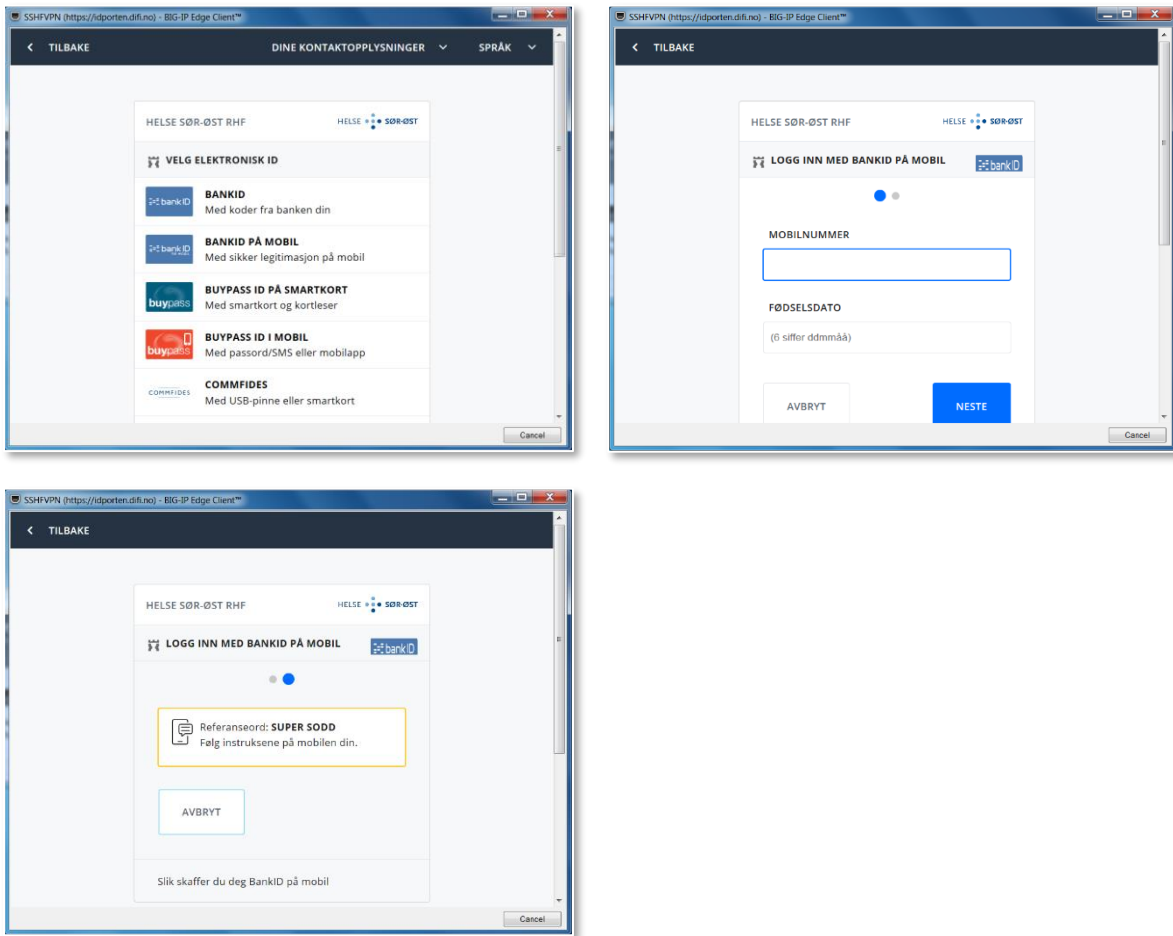 SSHFVPN (https://idporten.difi.no) - BIG-IP Edge Client™
TILBAKE DINE KONTAKTOPPLYSNINGER SPRÅK
HELSE SØR-ØST RHF HELSE SØR-ØST
VELG ELEKTRONISK ID
bankID
BANKID
Med koder fra banken din
bankID
BANKID PÅ MOBIL
Med sikker legitimasjon på mobil
buypass
BUYPASS ID PÅ SMARTKORT
Med smartkort og kortleser
buypass
BUYPASS ID I MOBIL
Med passord/SMS eller mobilapp
COMMFIDES
COMMFIDES
Med USB-pinne eller smartkort
Cancel
SSHFVPN (https://idporten.difi.no) - BIG-IP Edge Client™
TILBAKE
HELSE SØR-ØST RHF HELSE SØR-ØST
LOGG INN MED BANKID PÅ MOBIL bankID
MOBILNUMMER
FØDSELSDATO
(6 siffer ddmmåå)
AVBRYT NESTE
Cancel
SSHFVPN (https://idporten.difi.no) - BIG-IP Edge Client™
TILBAKE
HELSE SØR-ØST RHF HELSE SØR-ØST
LOGG INN MED BANKID PÅ MOBIL bankID
Referanseord: SUPER SODD
Følg instruksene på mobilen din.
AVBRYT
Slik skaffer du deg BankID på mobil
Cancel